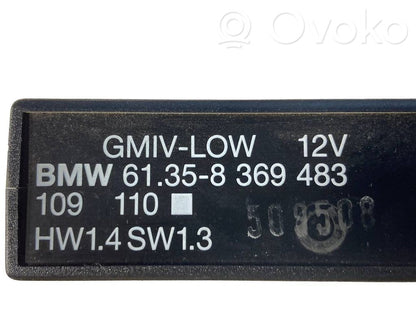 Ovoko
GMIV-LOW 12V
BMW 61.35-8 369 483
109 110
HW1.4 SW1.3